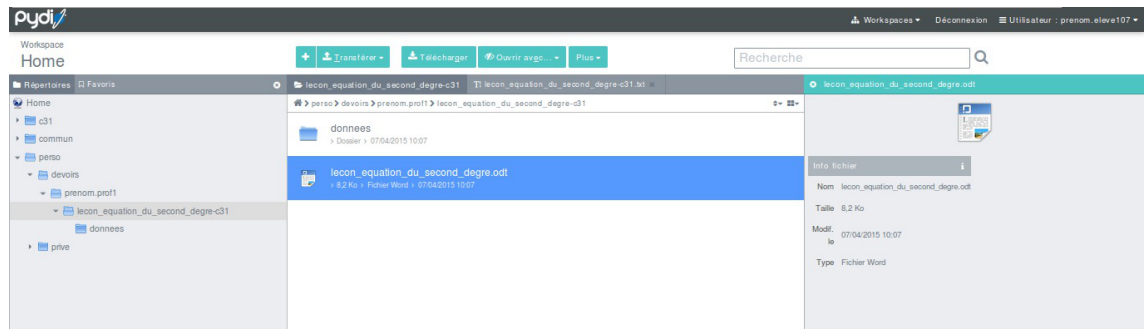 pydi
Workspaces Déconnexion Utilisateur : prenom.eleve107
Workspace
Home
+ Transférer Télécharger Ouvrir avec... Plus
Recherche
Répertoires Favoris
lecon_equation_du_second_degre-c31 lecon_equation_du_second_degre-c31.txt
lecon_equation_du_second_degre.odt
Home
c31
commun
perso
devoirs
prenom.prof1
lecon_equation_du_second_degre-c31
donnees
prive
perso > devoirs > prenom.prof1 > lecon_equation_du_second_degre-c31
donnees
> Dossier > 07/04/2015 10:07
lecon_equation_du_second_degre.odt
> 8,2 Ko > Fichier Word > 07/04/2015 10:07
Info fichier
Nom lecon_equation_du_second_degre.odt
Taille 8,2 Ko
Modif. le 07/04/2015 10:07
Type Fichier Word